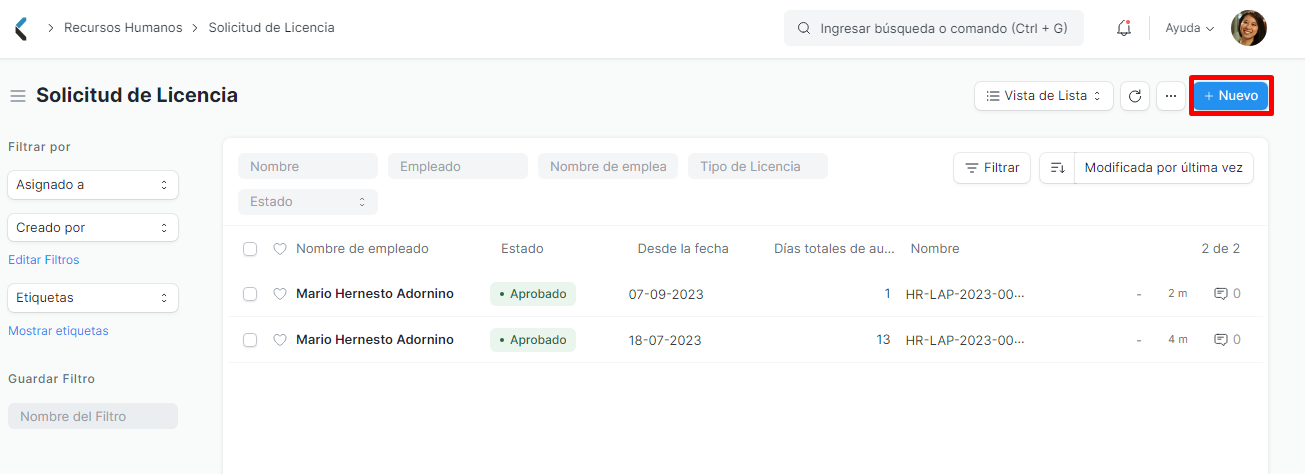 Recursos Humanos > Solicitud de Licencia
Ingresar búsqueda o comando (Ctrl + G)
Ayuda
Solicitud de Licencia
Vista de Lista
+ Nuevo
Filtrar por
Asignado a
Creado por
Editar Filtros
Etiquetas
Mostrar etiquetas
Guardar Filtro
Nombre del Filtro
Nombre
Empleado
Nombre de emplea
Tipo de Licencia
Filtrar
Modificada por última vez
Estado
Nombre de empleado Estado Desde la fecha Días totales de au... Nombre 2 de 2
Mario Hernesto Adornino • Aprobado 07-09-2023 1 HR-LAP-2023-00... - 2 m 0
Mario Hernesto Adornino • Aprobado 18-07-2023 13 HR-LAP-2023-00... - 4 m 0